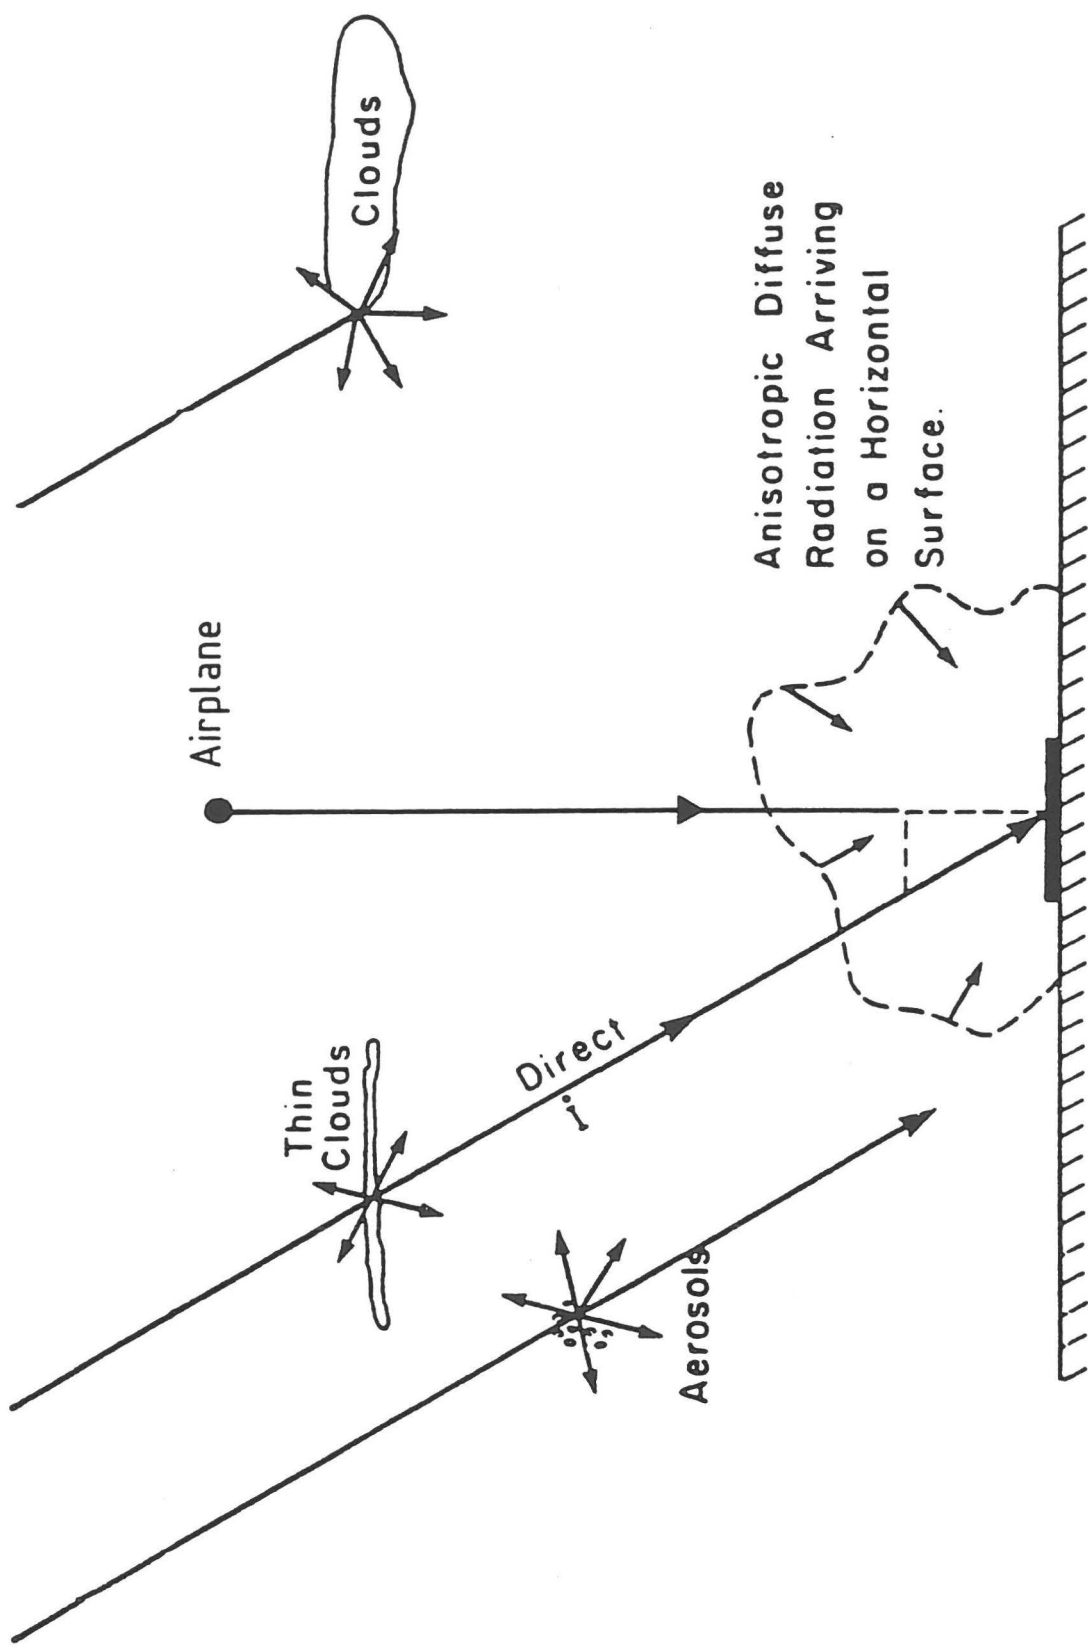 Clouds
Airplane
Thin
Clouds
Direct
Aerosols
Anisotropic Diffuse
Radiation Arriving
on a Horizontal
Surface.